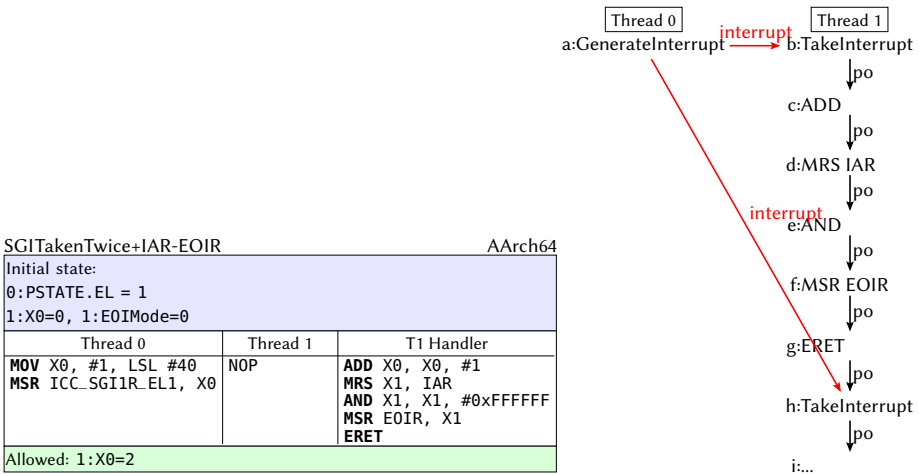 SGITakenTwice+IAR-EOIR AArch64
Initial state:
0:PSTATE.EL = 1
1:X0=0, 1:EOIMode=0
Thread 0 Thread 1 T1 Handler
MOV X0, #1, LSL #40 NOP ADD X0, X0, #1
MSR ICC_SGI1R_EL1, X0 MRS X1, IAR
AND X1, X1, #0xFFFFFF
MSR EOIR, X1
ERET
Allowed: 1:X0=2
Thread 0 Thread 1
a:GenerateInterrupt interrupt b:TakeInterrupt
po
c:ADD
po
d:MRS IAR
po
interrupt
e:AND
po
f:MSR EOIR
po
g:ERET
po
h:TakeInterrupt
po
i:...